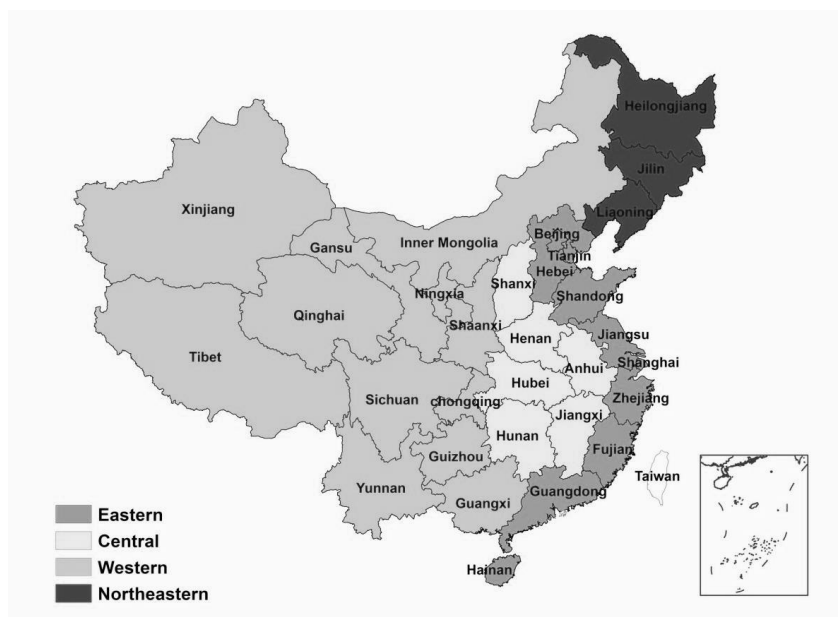 Heilongjiang
Jilin
Liaoning
Xinjiang
Gansu
Inner Mongolia
Beijing
Tianjin
Hebei
Shanxi
Ningxia
Shandong
Qinghai
Shaanxi
Henan
Jiangsu
Tibet
Anhui
Shanghai
Hubei
Sichuan
chongqing
Zhejiang
Jiangxi
Hunan
Fujian
Guizhou
Taiwan
Yunnan
Guangxi
Guangdong
Hainan
Eastern
Central
Western
Northeastern